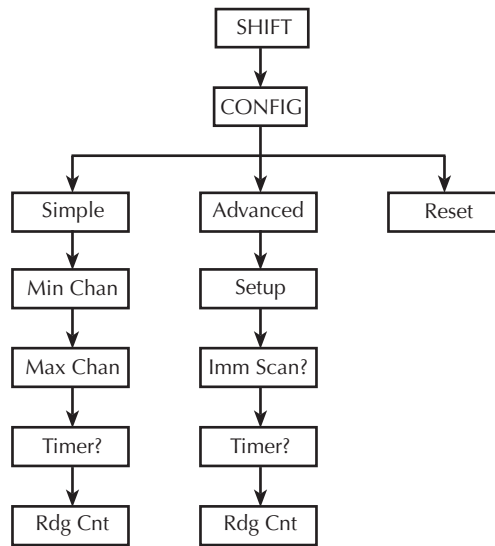 SHIFT
CONFIG
Simple
Advanced
Reset
Min Chan
Setup
Max Chan
Imm Scan?
Timer?
Timer?
Rdg Cnt
Rdg Cnt